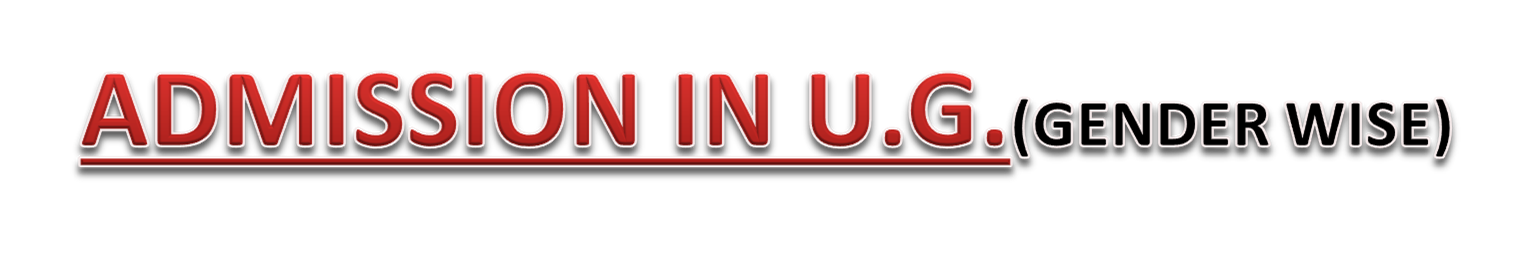 ADMISSION IN U.G.(GENDER WISE)